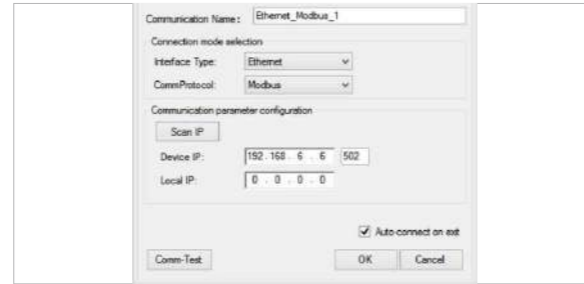 Communication Name: Ethernet_Modbus_1
Connection mode selection
Interface Type: Ethernet
CommProtocol: Modbus
Communication parameter configuration
Scan IP
Device IP: 192 . 168 . 6 . 6 502
Local IP: 0 . 0 . 0 . 0
Auto connect on exit
Comm-Test OK Cancel